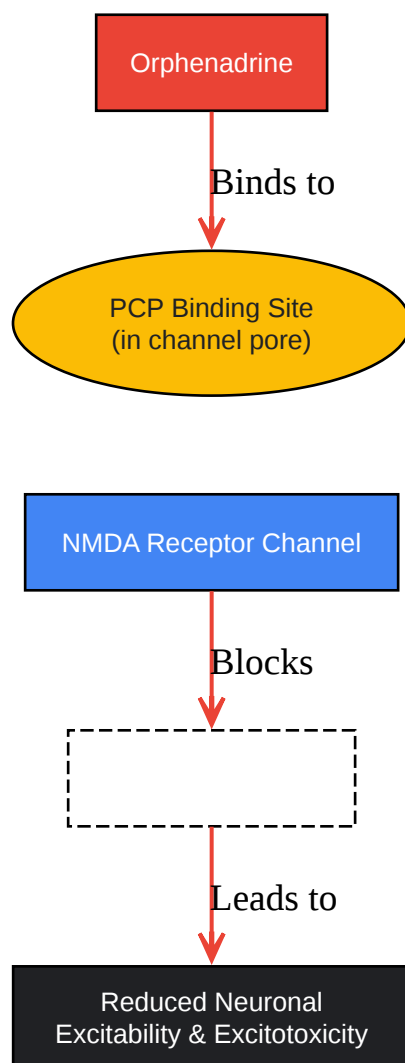 Orphenadrine
Binds to
PCP Binding Site
(in channel pore)
NMDA Receptor Channel
Blocks
Leads to
Reduced Neuronal
Excitability & Excitotoxicity